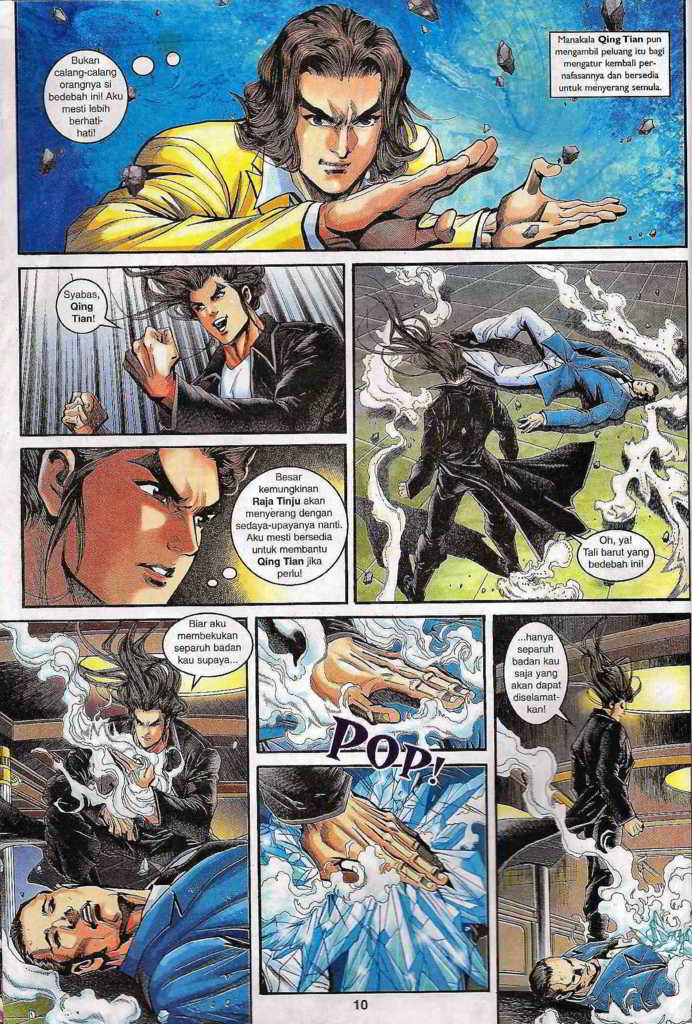 Bukan
calang-calang
orangnya si
bedebah ini! Aku
mesti lebih
berhati-
hati!
Manakala Qing Tian pun
mengambil peluang itu bagi
mengatur kembali per-
nafasannya dan bersedia
untuk menyerang semula.
Syabas,
Qing
Tian!
Besar
kemungkinan
Raja Tinju akan
menyerang dengan
sedaya-upayanya nanti.
Aku mesti bersedia
untuk membantu
Qing Tian jika
perlu!
Oh, ya!
Tali barut yang
bedebah ini!
Biar aku
membekukan
separuh badan
kau supaya...
POP!
...hanya
separuh
badan kau
saja yang
akan dapat
diselamat-
kan!
10